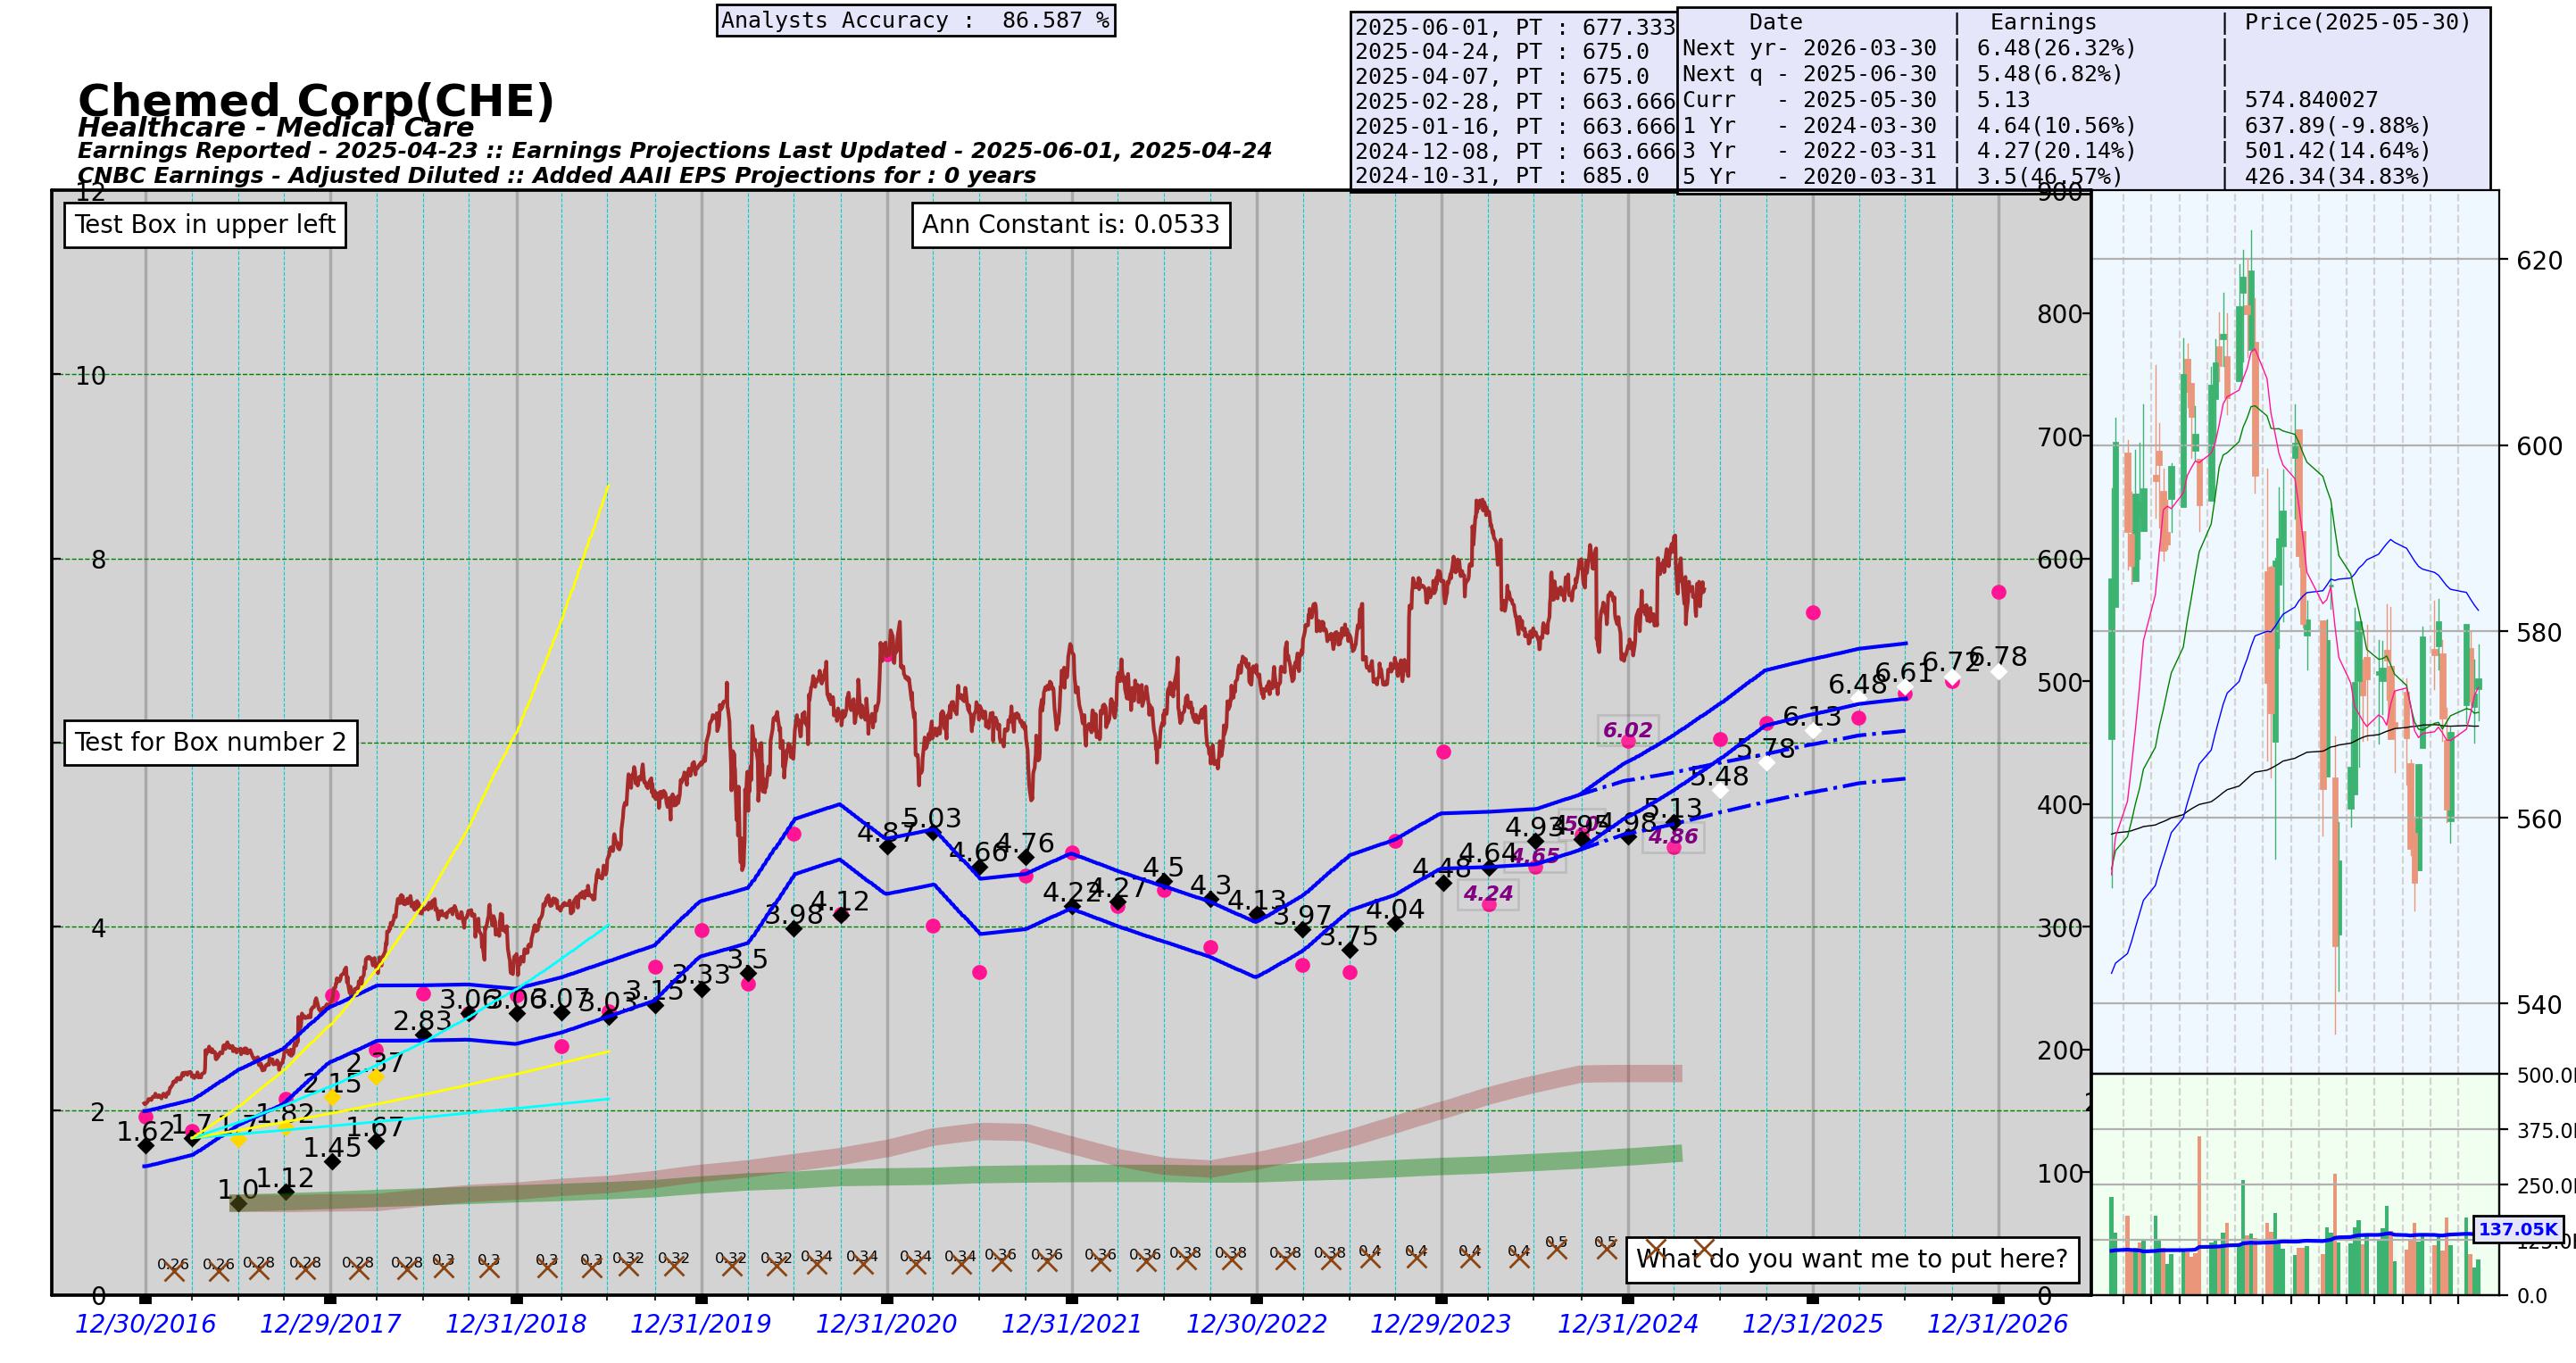 Analysts Accuracy :  86.587 %
2025-06-01, PT : 677.333
2025-04-24, PT : 675.0
2025-04-07, PT : 675.0
2025-02-28, PT : 663.666
2025-01-16, PT : 663.666
2024-12-08, PT : 663.666
2024-10-31, PT : 685.0
Date | Earnings | Price(2025-05-30)
Next yr- 2026-03-30 | 6.48(26.32%) |
Next q - 2025-06-30 | 5.48(6.82%) |
Curr - 2025-05-30 | 5.13 | 574.840027
1 Yr - 2024-03-30 | 4.64(10.56%) | 637.89(-9.88%)
3 Yr - 2022-03-31 | 4.27(20.14%) | 501.42(14.64%)
5 Yr - 2020-03-31 | 3.5(46.57%) | 426.34(34.83%)
Chemed Corp(CHE)
Healthcare - Medical Care
Earnings Reported - 2025-04-23 :: Earnings Projections Last Updated - 2025-06-01, 2025-04-24
CNBC Earnings - Adjusted Diluted :: Added AAII EPS Projections for : 0 years
Test Box in upper left
Ann Constant is: 0.0533
Test for Box number 2
What do you want me to put here?
12
10
8
4
2
0
900
800
700
600
500
400
300
200
100
0
620
600
580
560
540
500.0
375.0
250.0
137.05K
0.0
1.62
1.7
1.7
1.0
1.82
1.12
2.15
1.45
2.37
1.67
2.83
3.06
3.06
3.07
3.03
3.15
3.33
3.5
3.98
4.12
4.87
5.03
4.66
4.76
4.22
4.27
4.5
4.3
4.13
3.97
3.75
4.04
4.48
4.64
4.93
4.95
4.98
5.13
5.48
5.78
6.13
6.48
6.61
6.72
6.78
4.24
4.65
6.02
4.86
0.26 0.26 0.28 0.28 0.28 0.28 0.3 0.3 0.3 0.3 0.32 0.32 0.32 0.32 0.34 0.34 0.34 0.34 0.36 0.36 0.36 0.36 0.38 0.38 0.38 0.38 0.4 0.4 0.4 0.4 0.5 0.5
12/30/2016 12/29/2017 12/31/2018 12/31/2019 12/31/2020 12/31/2021 12/30/2022 12/29/2023 12/31/2024 12/31/2025 12/31/2026